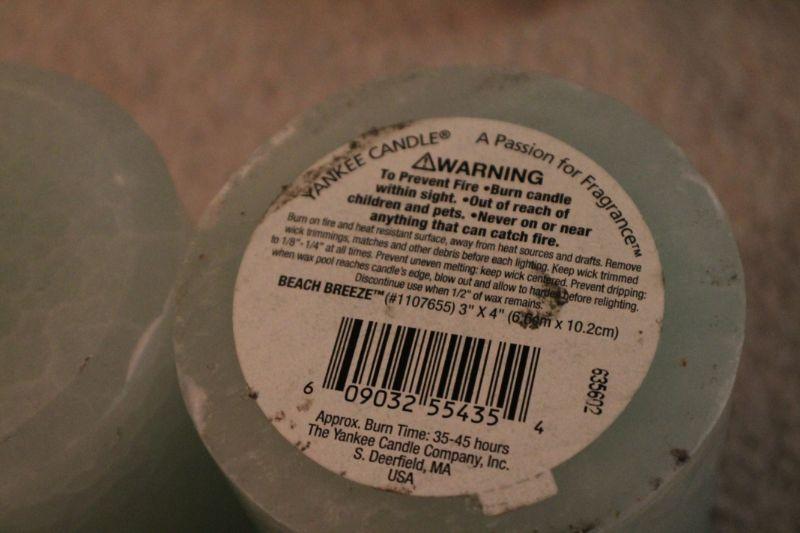 YANKEE CANDLE® A Passion for Fragrance™
⚠WARNING
To Prevent Fire •Burn candle
within sight. •Out of reach of
children and pets. •Never on or near
anything that can catch fire.
Burn on fire and heat resistant surface, away from heat sources and drafts. Remove
wick trimmings, matches and other debris before each lighting. Keep wick trimmed
to 1/8"-1/4" at all times. Prevent uneven melting: keep wick centered. Prevent dripping:
when wax pool reaches candle's edge, blow out and allow to harden before relighting.
Discontinue use when 1/2" of wax remains.
BEACH BREEZE™ (#1107655) 3" X 4" (6.6cm x 10.2cm)
6 09032 55435 4
635602
Approx. Burn Time: 35-45 hours
The Yankee Candle Company, Inc.
S. Deerfield, MA
USA